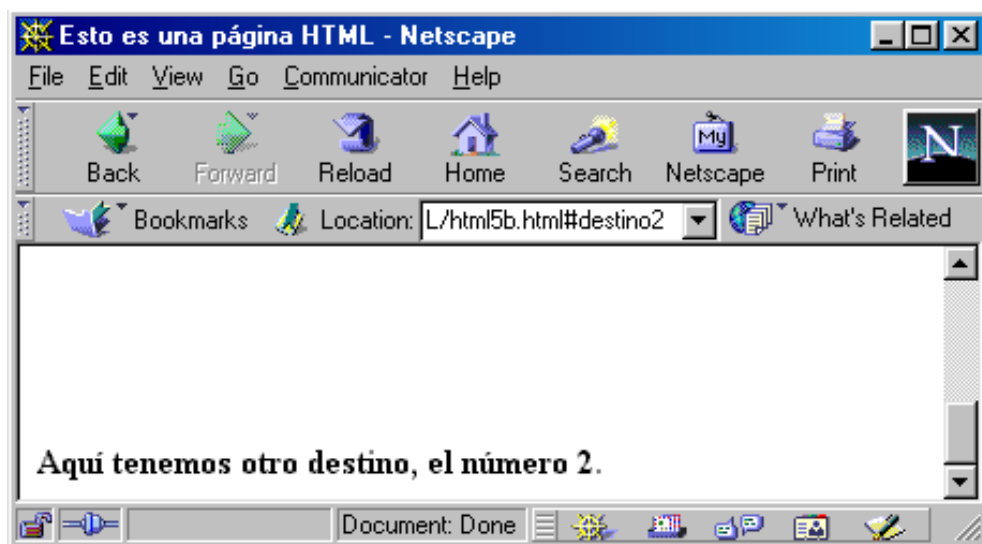 Esto es una página HTML - Netscape
File Edit View Go Communicator Help
Back Forward Reload Home Search My Netscape Print N
Bookmarks Location: L/html5b.html#destino2 What's Related
Aquí tenemos otro destino, el número 2.
Document: Done